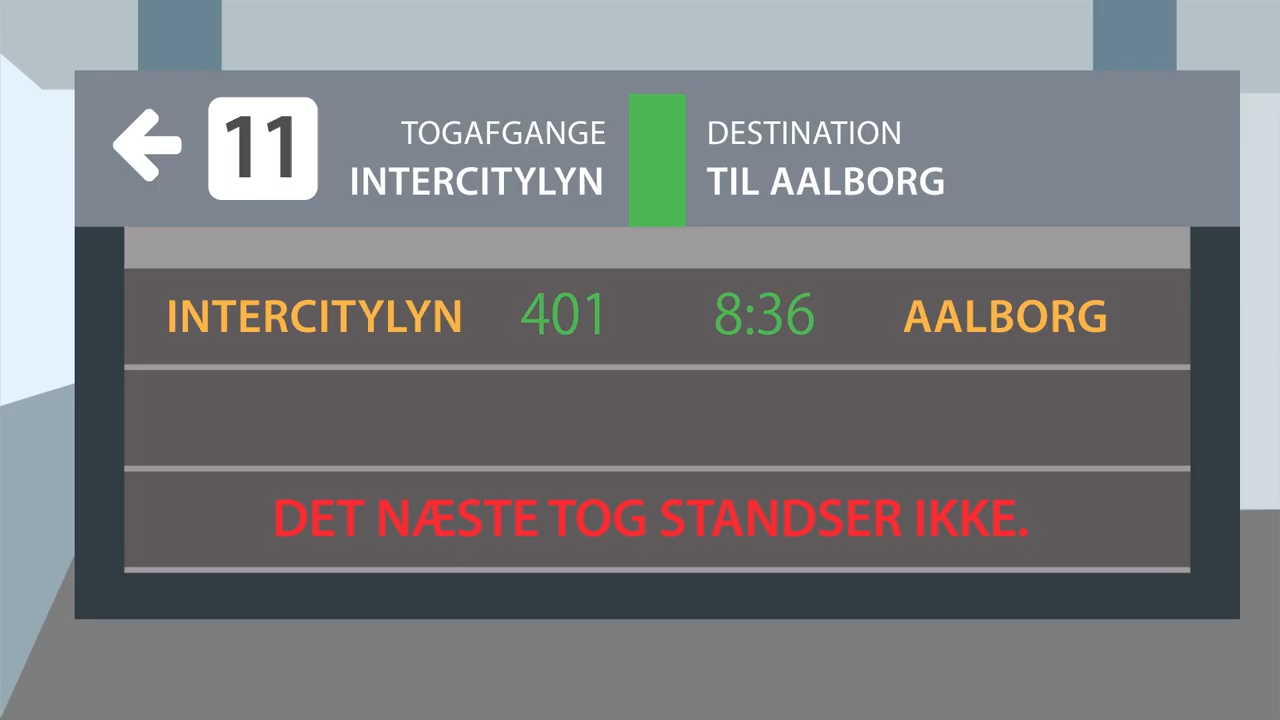 11
TOGAFGANGE
INTERCITYLYN
DESTINATION
TIL AALBORG
INTERCITYLYN 401 8:36 AALBORG
DET NÆSTE TOG STANDSER IKKE.